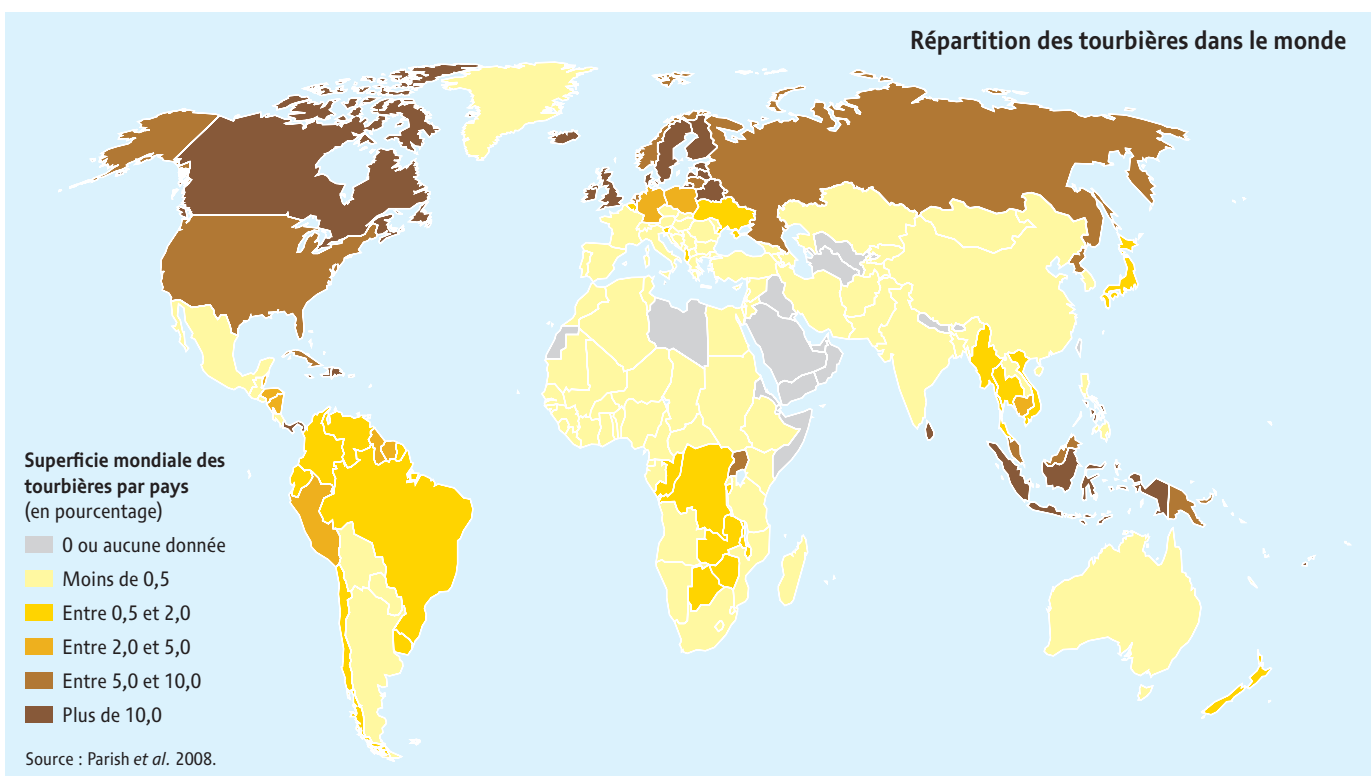 Répartition des tourbières dans le monde
Superficie mondiale des
tourbières par pays
(en pourcentage)
0 ou aucune donnée
Moins de 0,5
Entre 0,5 et 2,0
Entre 2,0 et 5,0
Entre 5,0 et 10,0
Plus de 10,0
Source : Parish et al. 2008.